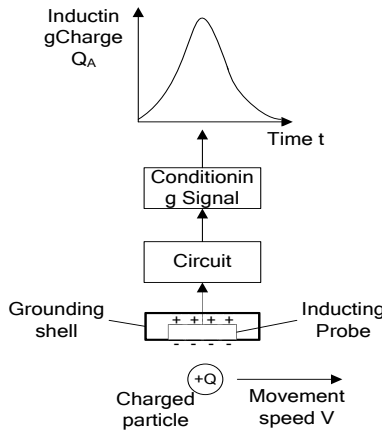 Inductin
gCharge
QA
Time t
Conditionin
g Signal
Circuit
Grounding
shell
+ + + +
Inducting
Probe
- - - -
+Q
Charged
particle
Movement
speed V